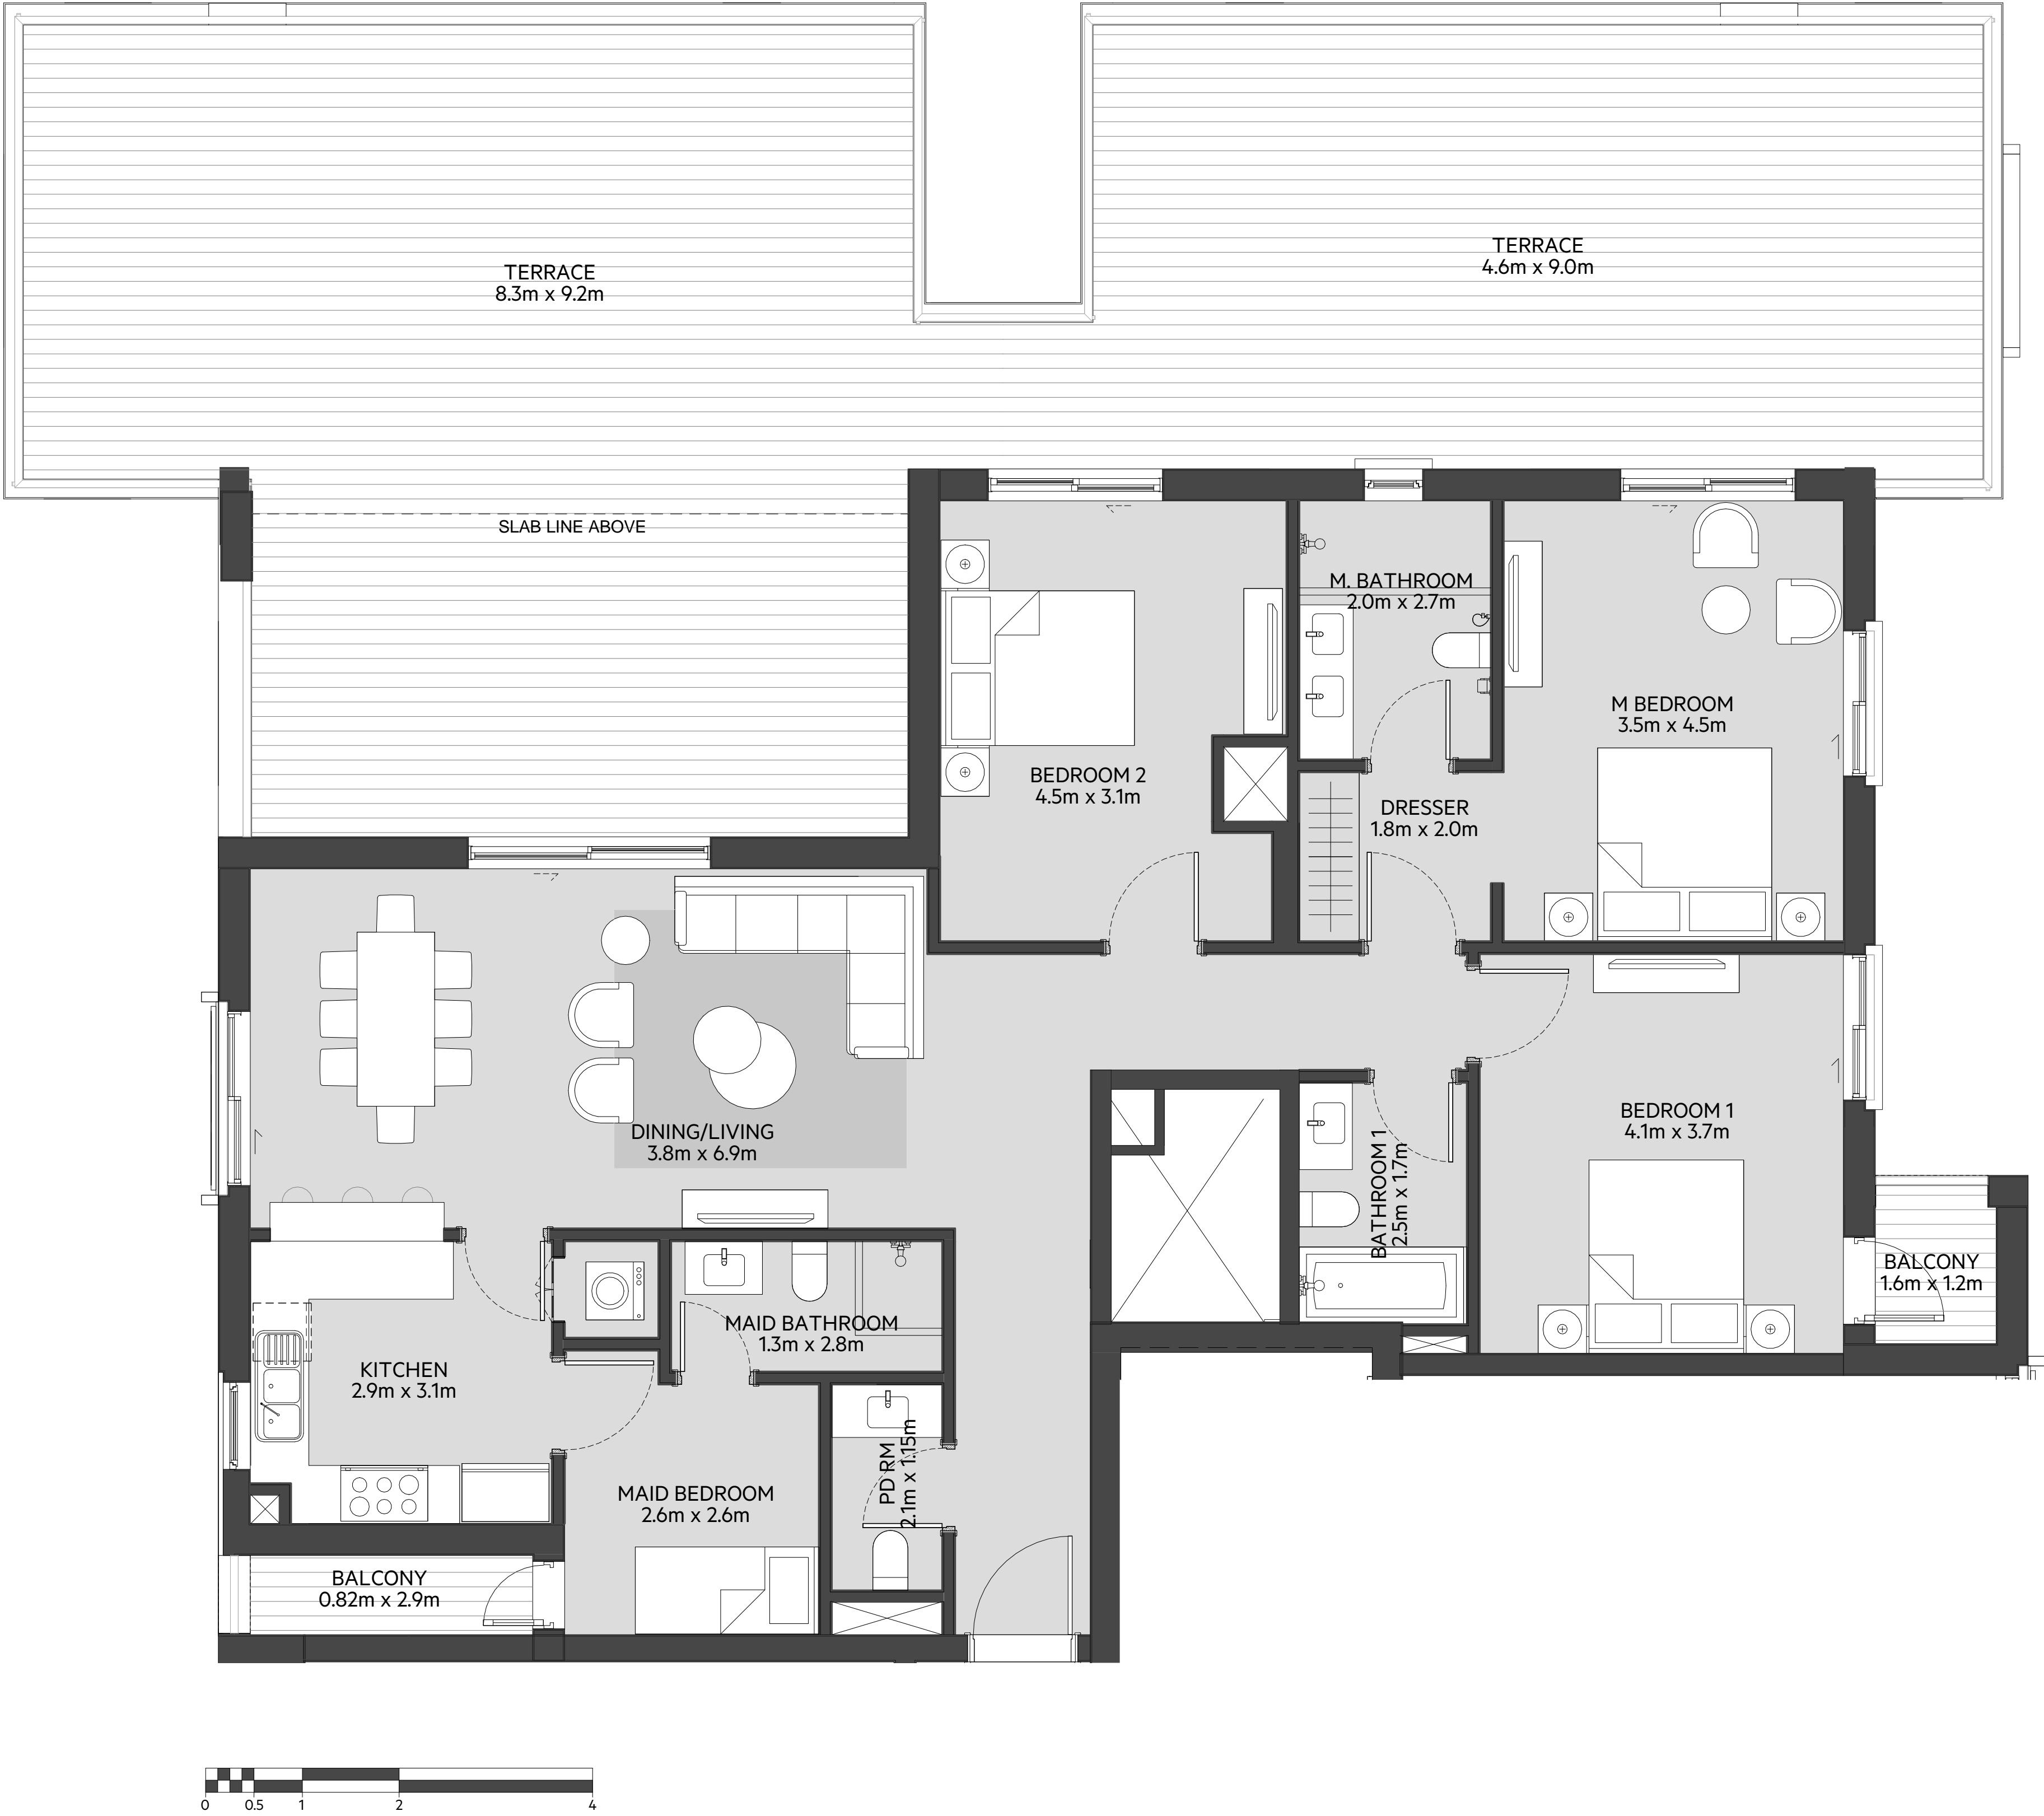 TERRACE
8.3m x 9.2m
TERRACE
4.6m x 9.0m
SLAB LINE ABOVE
M. BATHROOM
2.0m x 2.7m
M BEDROOM
3.5m x 4.5m
BEDROOM 2
4.5m x 3.1m
DRESSER
1.8m x 2.0m
DINING/LIVING
3.8m x 6.9m
BATHROOM 1
2.5m x 1.7m
BEDROOM 1
4.1m x 3.7m
BALCONY
1.6m x 1.2m
MAID BATHROOM
1.3m x 2.8m
KITCHEN
2.9m x 3.1m
PD RM
2.1m x 1.15m
MAID BEDROOM
2.6m x 2.6m
BALCONY
0.82m x 2.9m
0 0.5 1 2 4